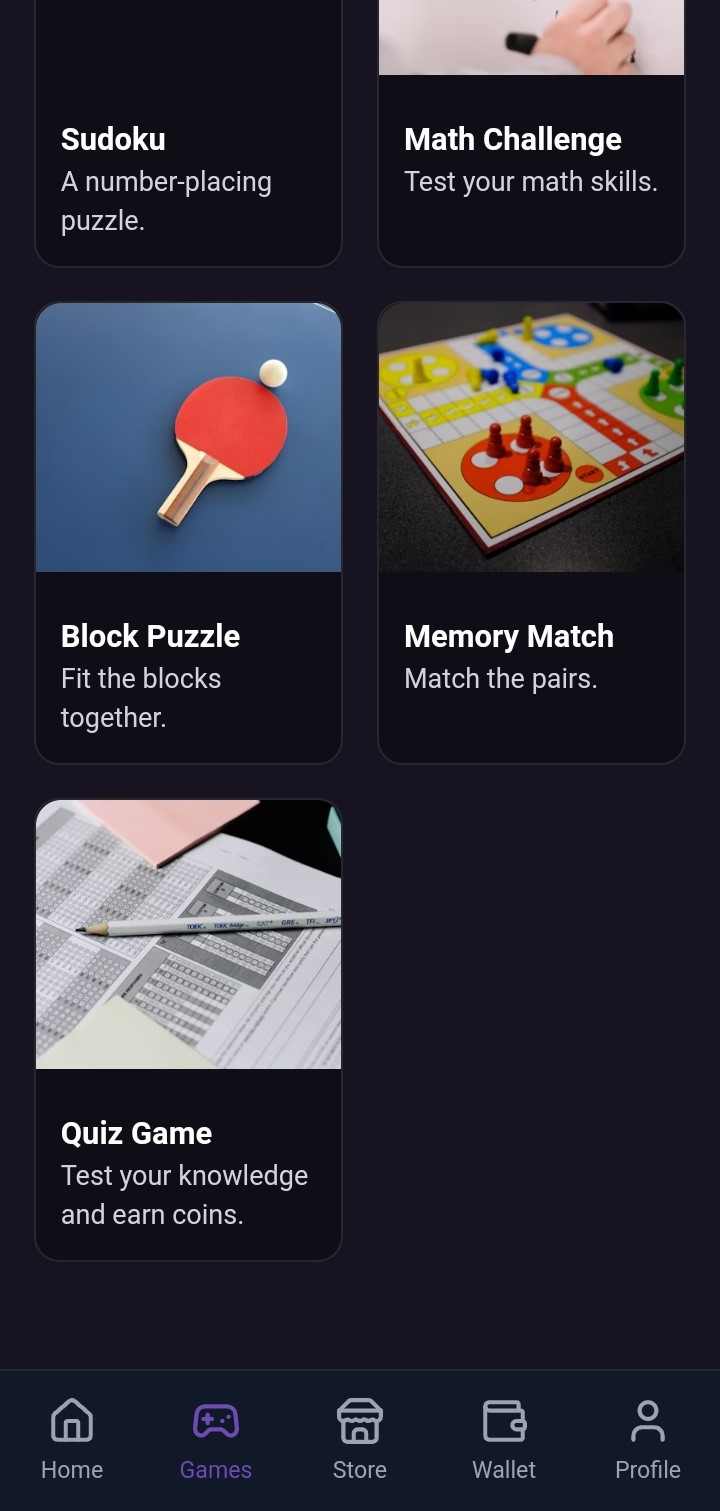 Sudoku
A number-placing
puzzle.
Math Challenge
Test your math skills.
Block Puzzle
Fit the blocks
together.
Memory Match
Match the pairs.
Quiz Game
Test your knowledge
and earn coins.
Home
Games
Store
Wallet
Profile